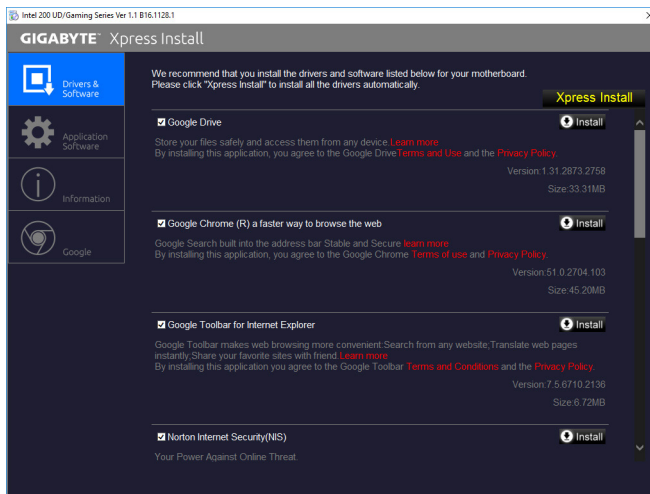 Intel 200 UD/Gaming Series Ver 1.1 B16.1128.1
GIGABYTE™ Xpress Install
Drivers &
Software
Application
Software
Information
Google
We recommend that you install the drivers and software listed below for your motherboard.
Please click "Xpress Install" to install all the drivers automatically.
Xpress Install
Google Drive
Install
Store your files safely and access them from any device.Learn more
By installing this application, you agree to the Google DriveTerms and Use and the Privacy Policy.
Version:1.31.2873.2758
Size:33.31MB
Google Chrome (R) a faster way to browse the web
Install
Google Search built into the address bar Stable and Secure learn more
By installing this application, you agree to the Google Chrome Terms of use and Privacy Policy.
Version:51.0.2704.103
Size:45.20MB
Google Toolbar for Internet Explorer
Install
Google Toolbar makes web browsing more convenient:Search from any website;Translate web pages
instantly;Share your favorite sites with friend.Learn more
By installing this application you agree to the Google Toolbar Terms and Conditions and the Privacy Policy.
Version:7.5.6710.2136
Size:6.72MB
Norton Internet Security(NIS)
Install
Your Power Against Online Threat.